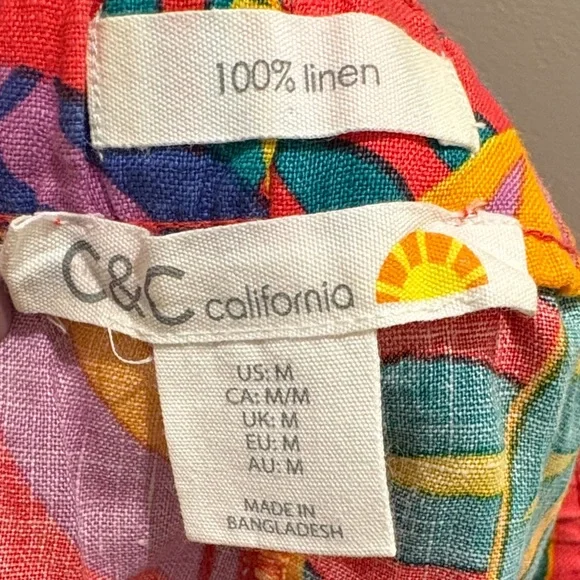 100% linen
C&C california
US: M
CA: M/M
UK: M
EU: M
AU: M
MADE IN
BANGLADESH